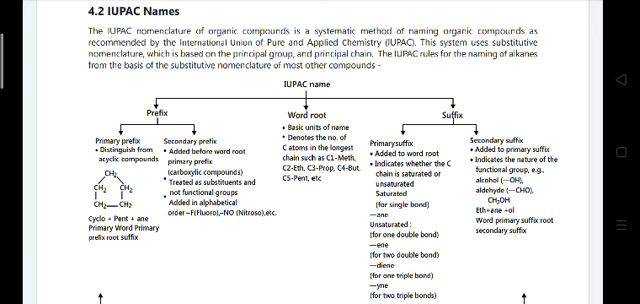 4.2 IUPAC Names
The IUPAC nomenclature of organic compounds is a systematic method of naming organic compounds as
recommended by the International Union of Pure and Applied Chemistry (IUPAC). This system uses substitutive
nomenclature, which is based on the principal group, and principal chain. The IUPAC rules for the naming of alkanes
from the basis of the substitutive nomenclature of most other compounds -
IUPAC name
Prefix
Primary prefix
• Distinguish from
acyclic compounds
CH₂
CH₂ CH₂
CH₂—CH₂
Cyclo + Pent + ane
Primary Word Primary
prefix root suffix
Secondary prefix
• Added before word root
primary prefix
(carboxylic compounds)
• Treated as substituents and
not functional groups
• Added in alphabetical
order –F(Fluoro),–NO (Nitroso),etc.
Word root
• Basic units of name
• Denotes the no. of
C atoms in the longest
chain such as C1-Meth,
C2-Eth, C3-Prop, C4-But,
C5-Pent, etc
Suffix
Primary suffix
• Added to word root
• Indicates whether the C
chain is saturated or
unsaturated
Saturated
(for single bond)
—ane
Unsaturated :
(for one double bond)
—ene
(for two double bond)
—diene
(for one triple bond)
—yne
(for two triple bonds)
Secondary suffix
• Added to primary suffix
• Indicates the nature of the
functional group, e.g.,
alcohol (—OH),
aldehyde (—CHO),
CH₃OH
Eth+ane +ol
Word primary suffix root
secondary suffix